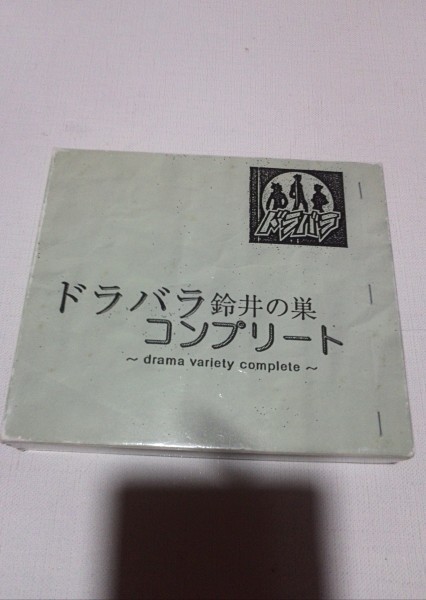 ドラバラ
ドラバラ鈴井の巣
コンプリート
～ drama variety complete ～